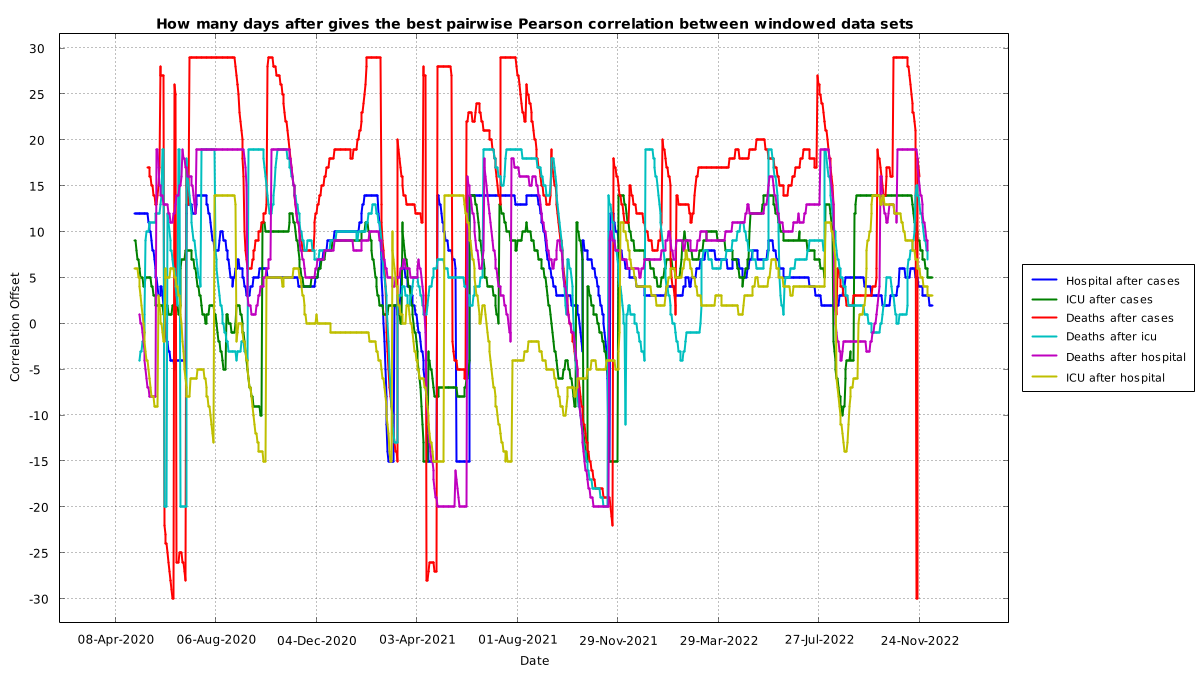 How many days after gives the best pairwise Pearson correlation between windowed data sets
30
25
20
15
10
5
0
-5
-10
-15
-20
-25
-30
Correlation Offset
08-Apr-2020
06-Aug-2020
04-Dec-2020
03-Apr-2021
01-Aug-2021
29-Nov-2021
29-Mar-2022
27-Jul-2022
24-Nov-2022
Date
Hospital after cases
ICU after cases
Deaths after cases
Deaths after icu
Deaths after hospital
ICU after hospital